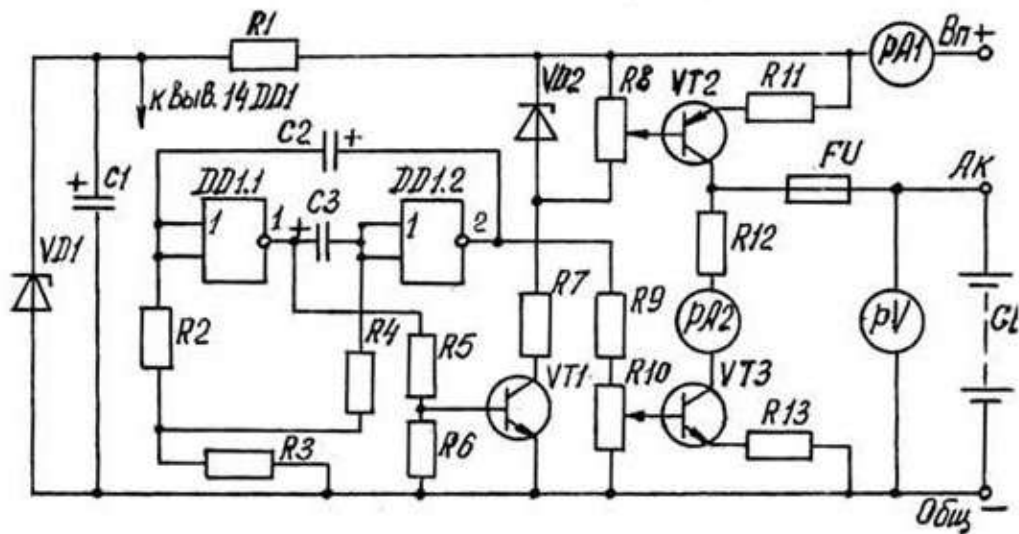 R1
pA1
Вп+
к Выв. 14 DD1
VD2
R8
VT2
R11
C1
+
C2
+
FU
Ак
DD1.1
C3
DD1.2
VD1
1
1
+
1
2
R12
R7
R9
pA2
pV
R2
R4
R5
VT1
R10
VT3
R6
R13
R3
Общ –